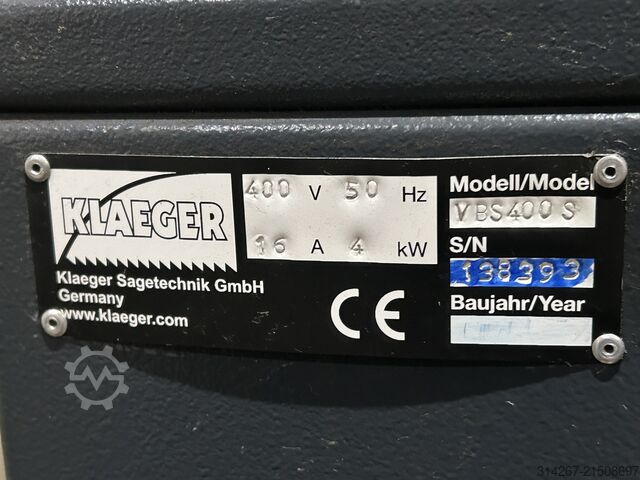 KLAEGER
Klaeger Sagetechnik GmbH
Germany
www.klaeger.com
400 V 50 Hz
16 A 4 kW
CE
Modell/Model
VBS400S
S/N
138393
Baujahr/Year
314267-21508697